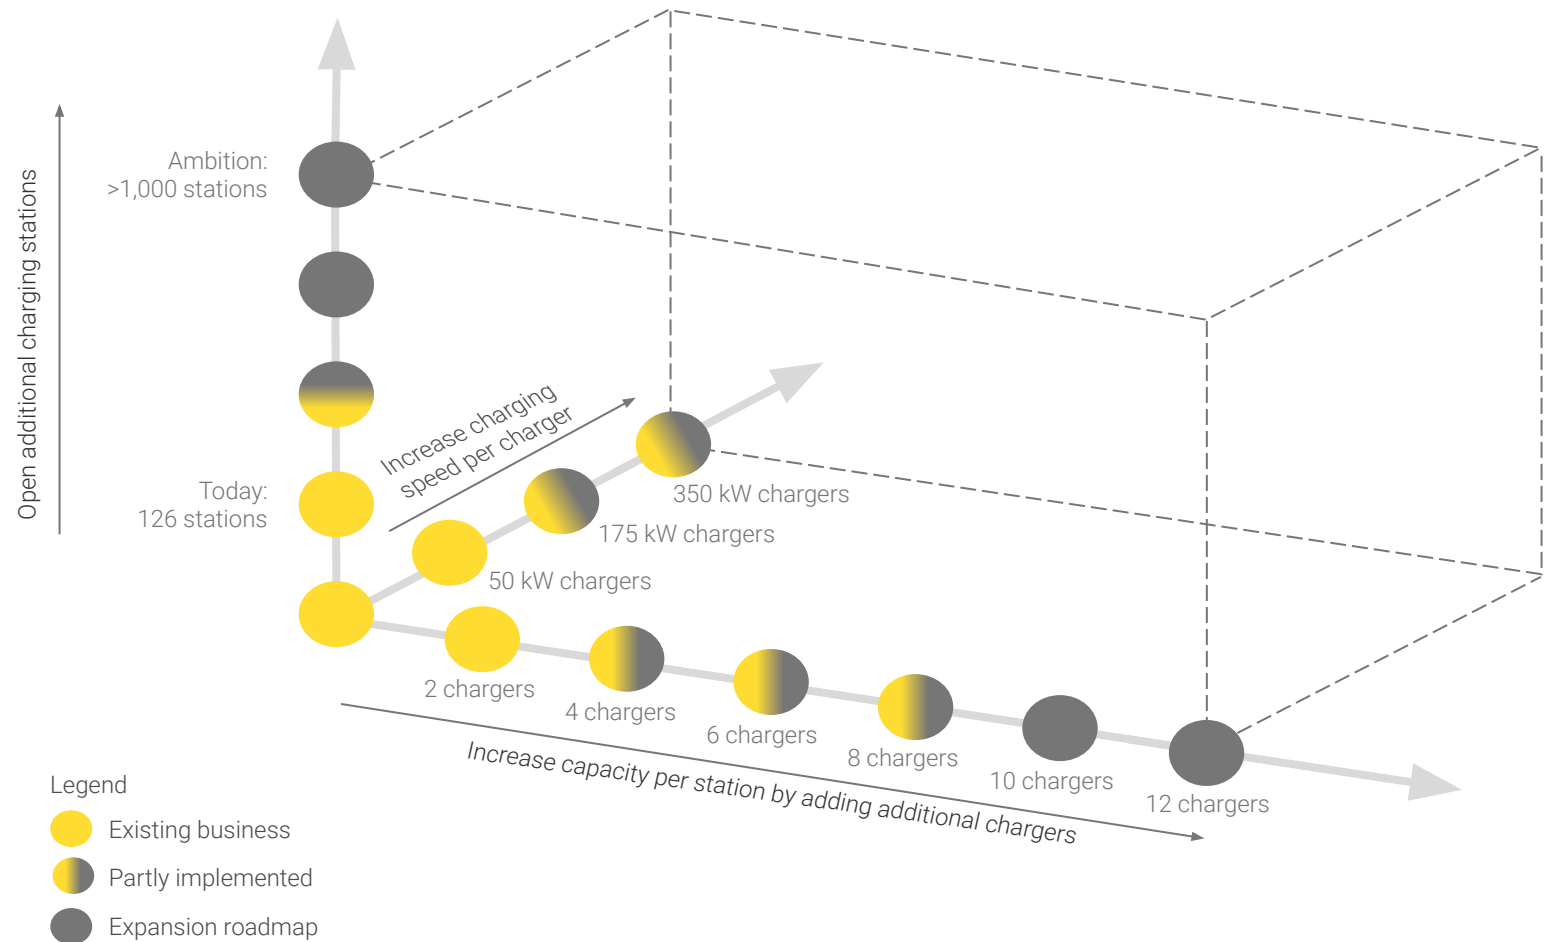 Open additional charging stations
Ambition:
>1,000 stations
Today:
126 stations
Increase charging
speed per charger
350 kW chargers
175 kW chargers
50 kW chargers
2 chargers
4 chargers
6 chargers
8 chargers
10 chargers
12 chargers
Increase capacity per station by adding additional chargers
Legend
Existing business
Partly implemented
Expansion roadmap